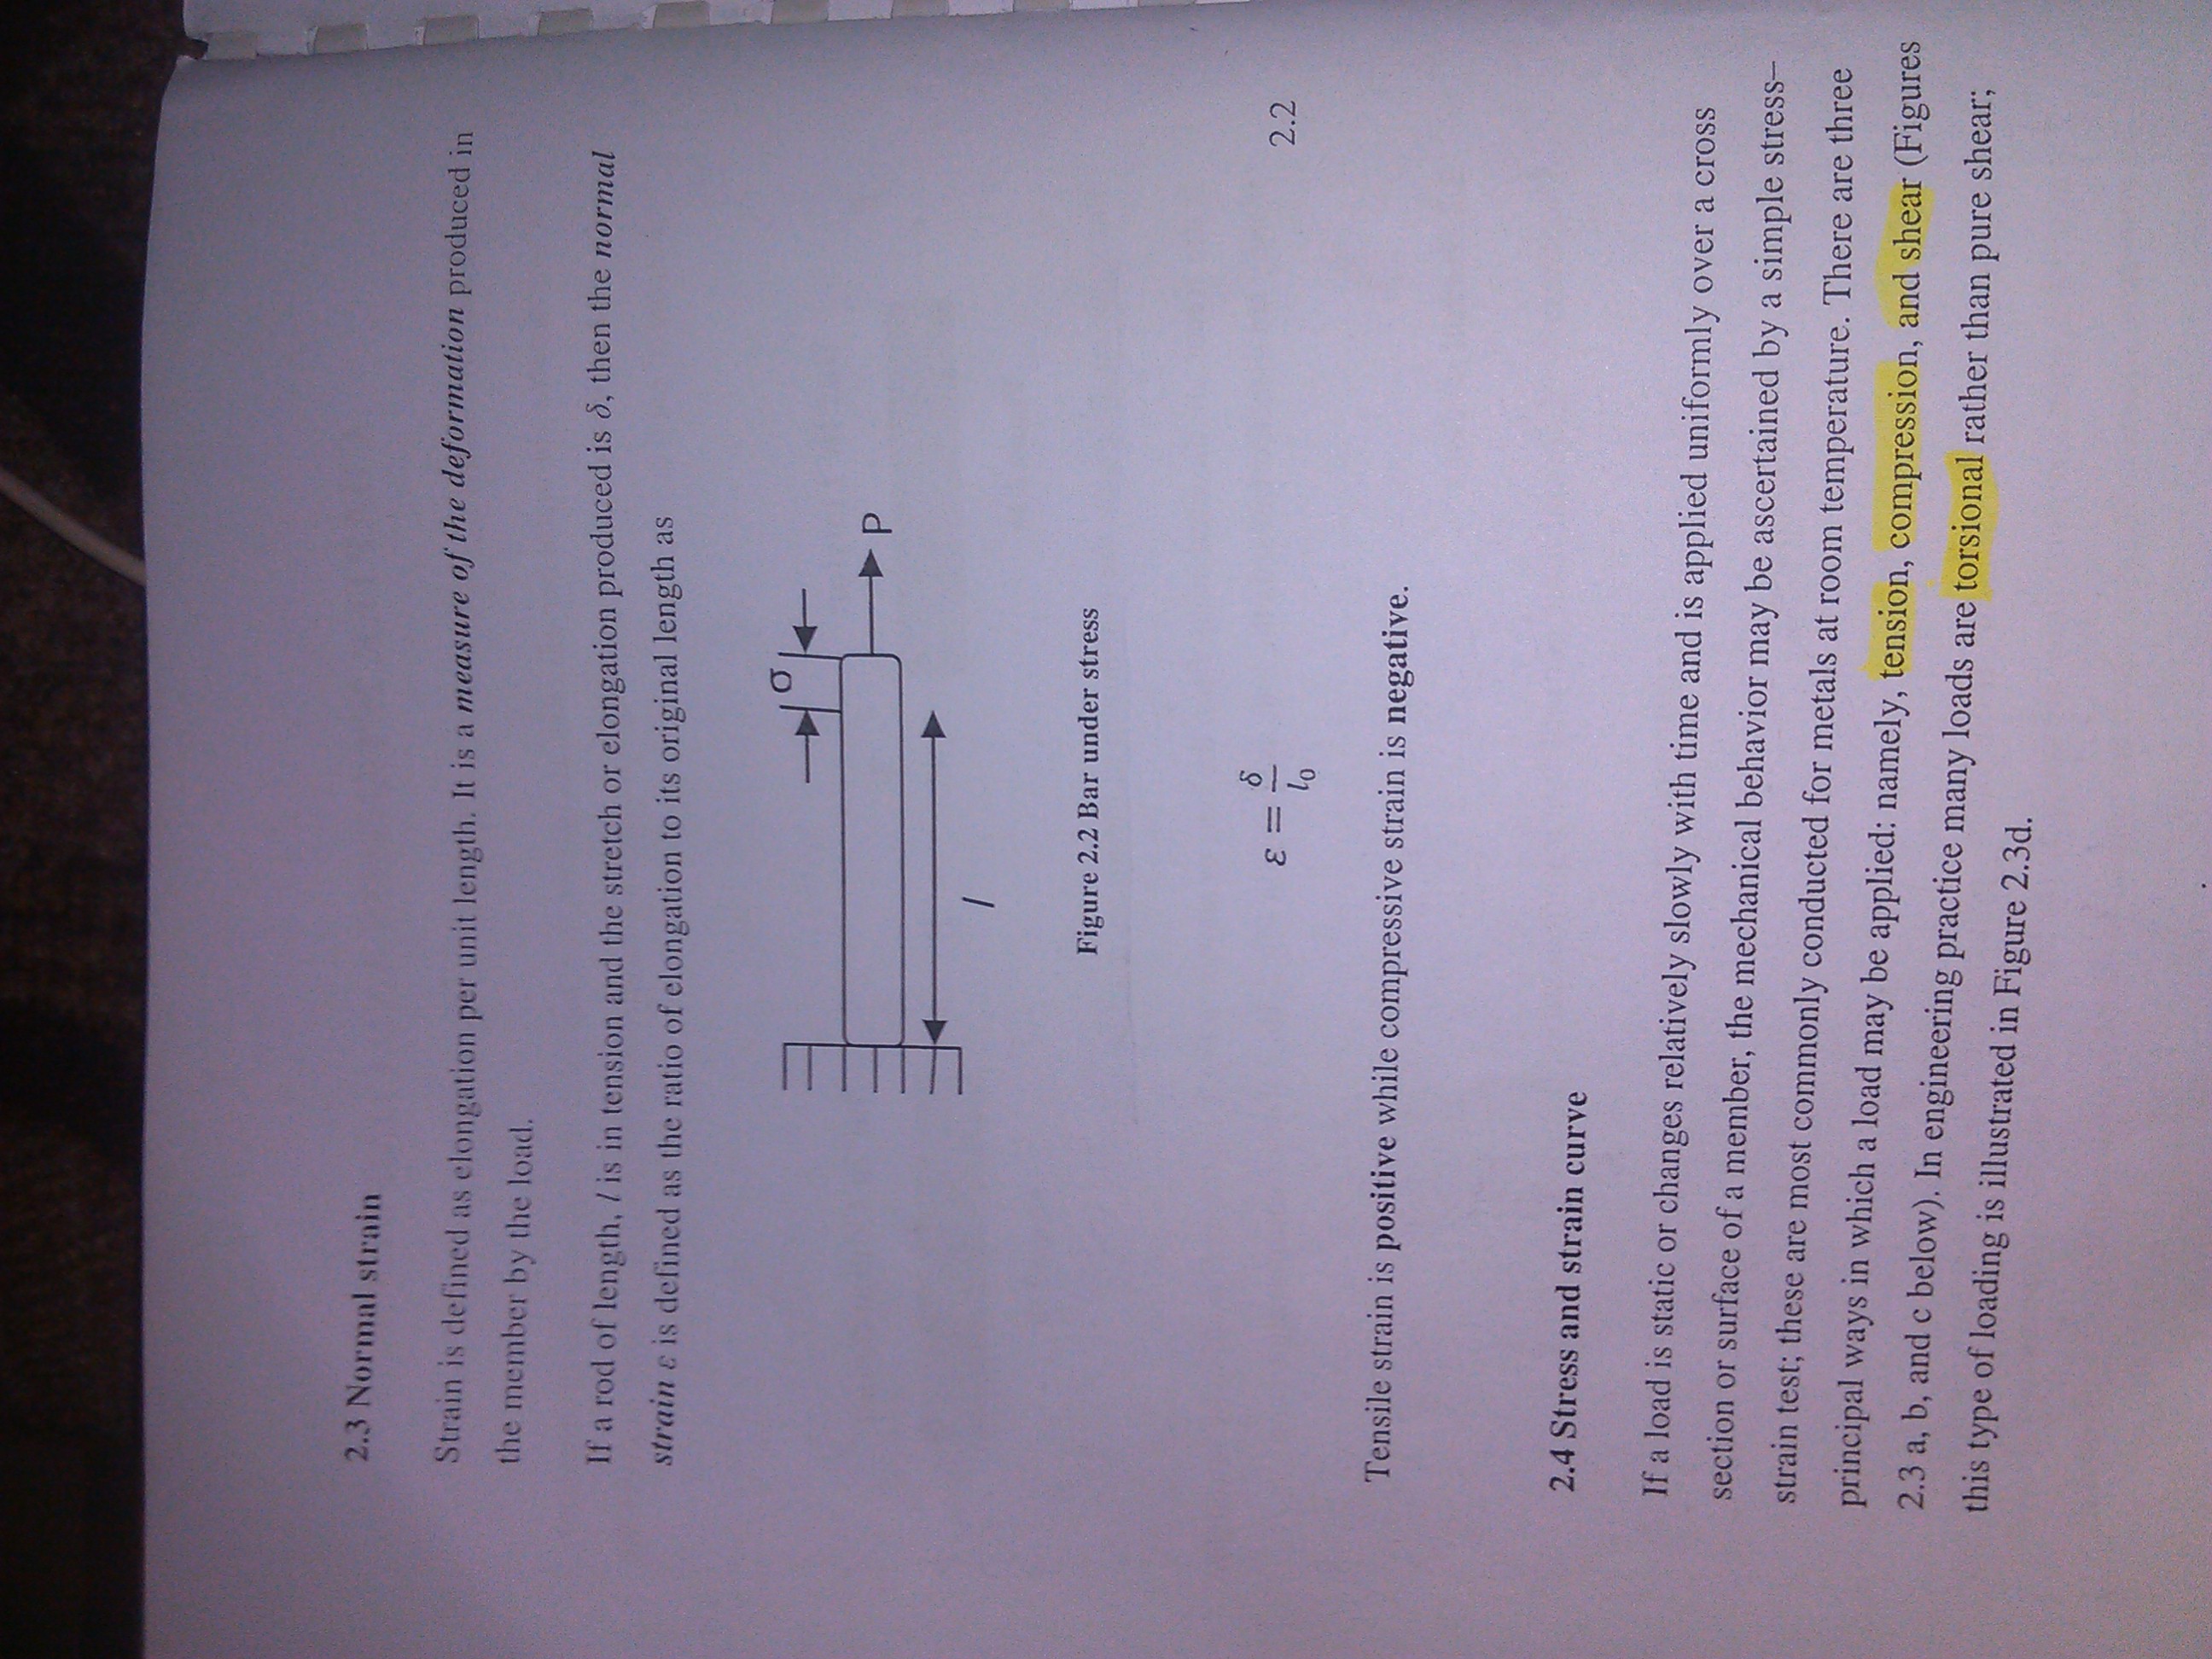 2.3 Normal strain
Strain is defined as elongation per unit length. It is a measure of the deformation produced in
the member by the load.
If a rod of length, l is in tension and the stretch or elongation produced is δ, then the normal
strain ε is defined as the ratio of elongation to its original length as
σ
P
l
Figure 2.2 Bar under stress
ε = δ/l₀ 2.2
Tensile strain is positive while compressive strain is negative.
2.4 Stress and strain curve
If a load is static or changes relatively slowly with time and is applied uniformly over a cross
section or surface of a member, the mechanical behavior may be ascertained by a simple stress–
strain test; these are most commonly conducted for metals at room temperature. There are three
principal ways in which a load may be applied: namely, tension, compression, and shear (Figures
2.3 a, b, and c below). In engineering practice many loads are torsional rather than pure shear;
this type of loading is illustrated in Figure 2.3d.